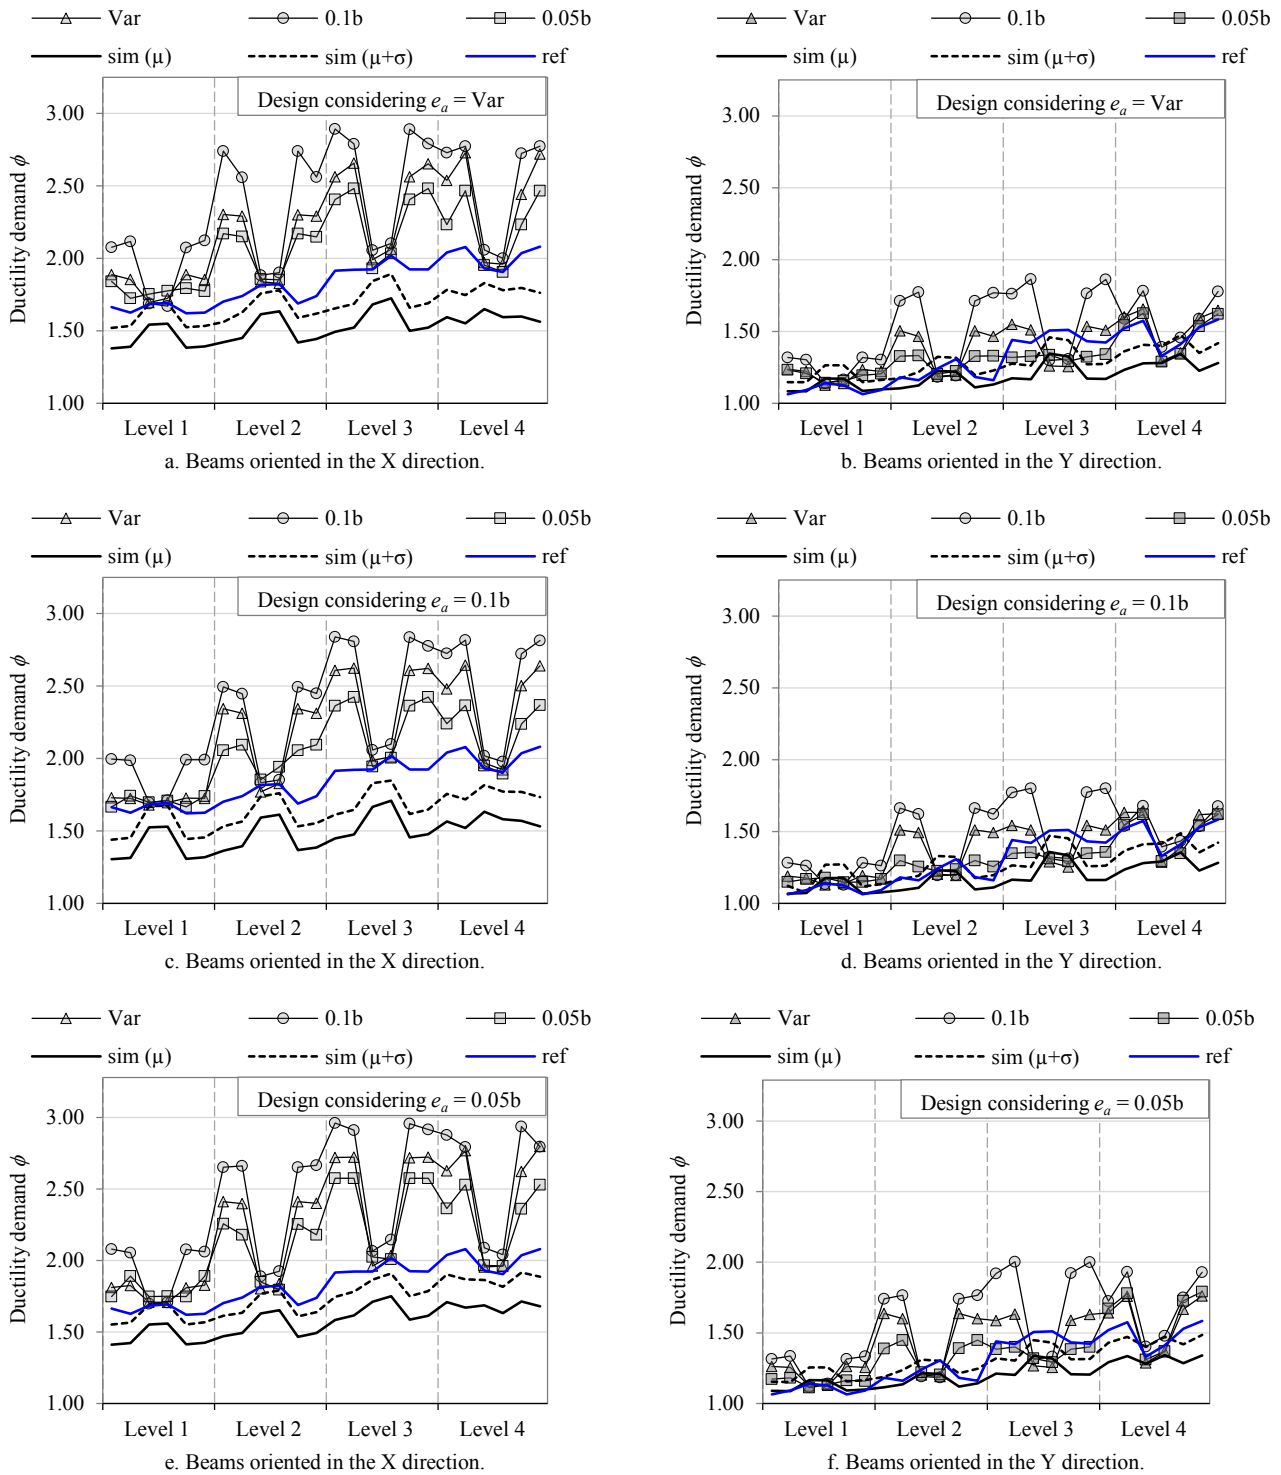 Var 0.1b 0.05b
sim (μ) sim (μ+σ) ref
Design considering eₐ = Var
Ductility demand ϕ
3.00
2.50
2.00
1.50
1.00
Level 1 Level 2 Level 3 Level 4
a. Beams oriented in the X direction.
Var 0.1b 0.05b
sim (μ) sim (μ+σ) ref
Design considering eₐ = Var
Ductility demand ϕ
3.00
2.50
2.00
1.50
1.00
Level 1 Level 2 Level 3 Level 4
b. Beams oriented in the Y direction.
Var 0.1b 0.05b
sim (μ) sim (μ+σ) ref
Design considering eₐ = 0.1b
Ductility demand ϕ
3.00
2.50
2.00
1.50
1.00
Level 1 Level 2 Level 3 Level 4
c. Beams oriented in the X direction.
Var 0.1b 0.05b
sim (μ) sim (μ+σ) ref
Design considering eₐ = 0.1b
Ductility demand ϕ
3.00
2.50
2.00
1.50
1.00
Level 1 Level 2 Level 3 Level 4
d. Beams oriented in the Y direction.
Var 0.1b 0.05b
sim (μ) sim (μ+σ) ref
Design considering eₐ = 0.05b
Ductility demand ϕ
3.00
2.50
2.00
1.50
1.00
Level 1 Level 2 Level 3 Level 4
e. Beams oriented in the X direction.
Var 0.1b 0.05b
sim (μ) sim (μ+σ) ref
Design considering eₐ = 0.05b
Ductility demand ϕ
3.00
2.50
2.00
1.50
1.00
Level 1 Level 2 Level 3 Level 4
f. Beams oriented in the Y direction.